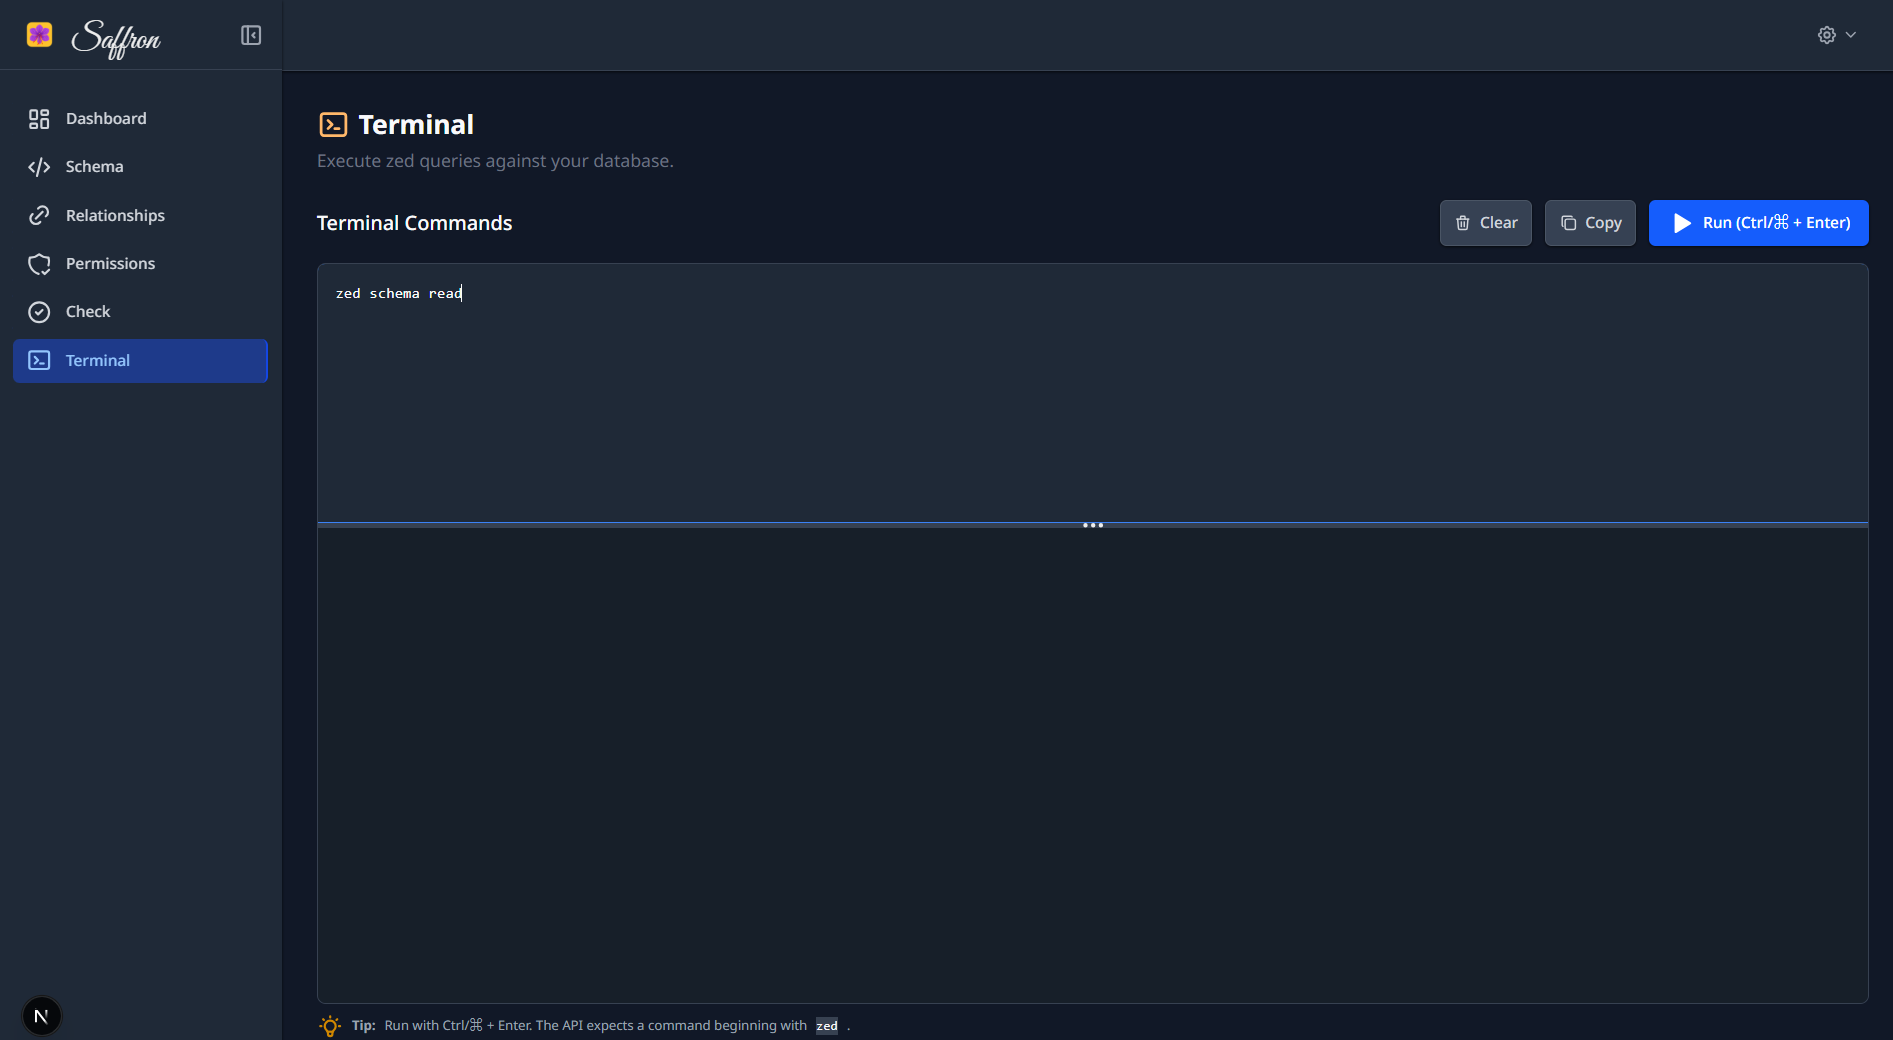 Saffron
Dashboard
Schema
Relationships
Permissions
Check
Terminal
Terminal
Execute zed queries against your database.
Terminal Commands
Clear
Copy
Run (Ctrl/⌘ + Enter)
zed schema read
Tip: Run with Ctrl/⌘ + Enter. The API expects a command beginning with zed .
N